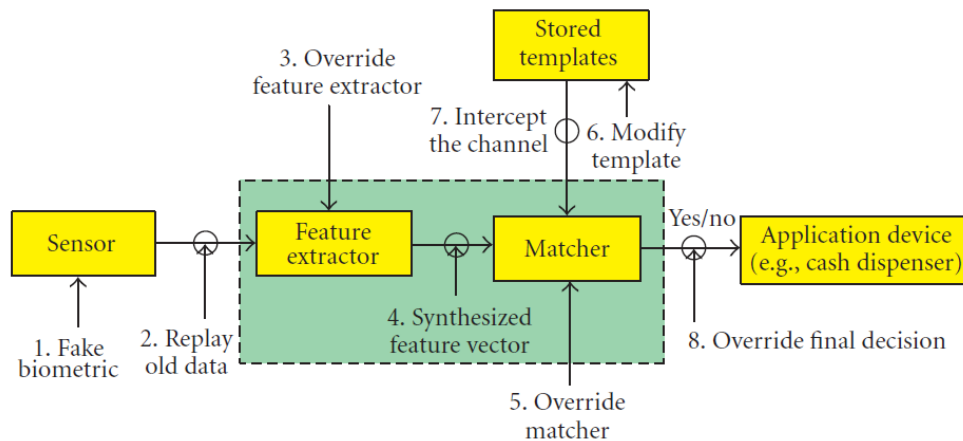 Stored
templates
3. Override
feature extractor
7. Intercept
the channel
6. Modify
template
Sensor
Feature
extractor
Matcher
Yes/no
Application device
(e.g., cash dispenser)
1. Fake
biometric
2. Replay
old data
4. Synthesized
feature vector
8. Override final decision
5. Override
matcher